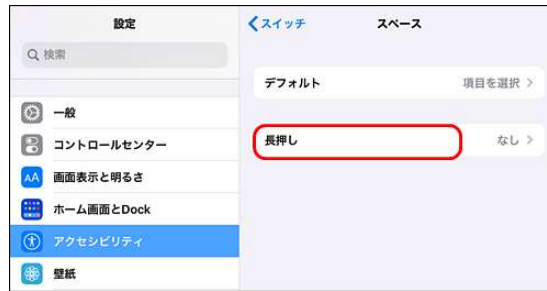 設定
検索
一般
コントロールセンター
AA 画面表示と明るさ
ホーム画面とDock
アクセシビリティ
壁紙
スイッチ
スペース
デフォルト 項目を選択
長押し なし